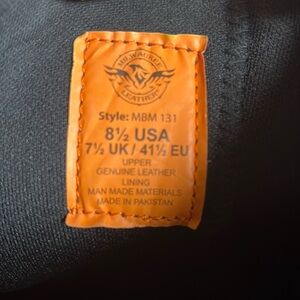 MILWAUKEE
LEATHER
Style: MBM 131
8½ USA
7½ UK / 41½ EU
UPPER
GENUINE LEATHER
LINING
MAN MADE MATERIALS
MADE IN PAKISTAN